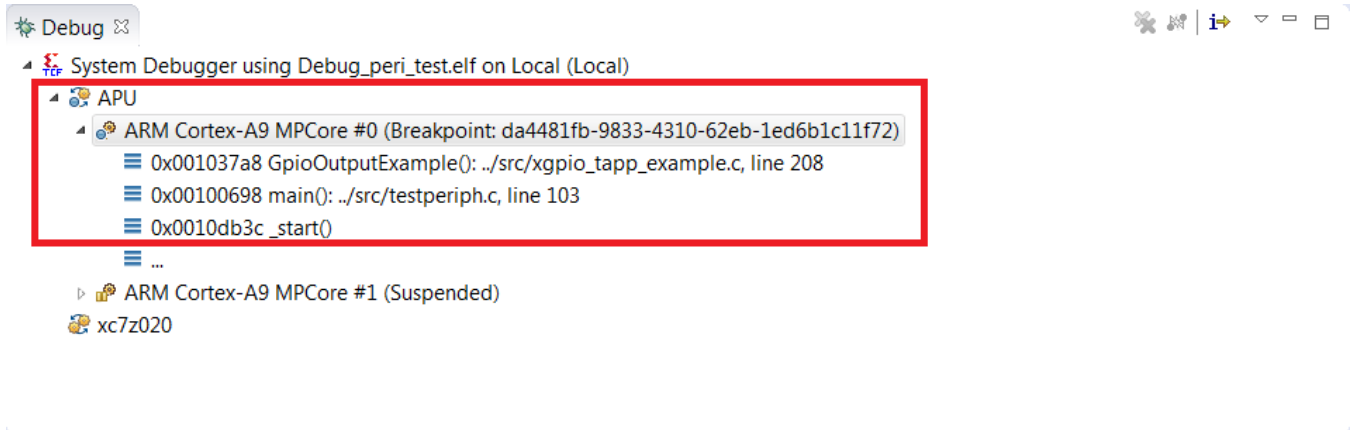 Debug
System Debugger using Debug_peri_test.elf on Local (Local)
APU
ARM Cortex-A9 MPCore #0 (Breakpoint: da4481fb-9833-4310-62eb-1ed6b1c11f72)
0x001037a8 GpioOutputExample(): ../src/xgpio_tapp_example.c, line 208
0x00100698 main(): ../src/testperiph.c, line 103
0x0010db3c _start()
...
ARM Cortex-A9 MPCore #1 (Suspended)
xc7z020